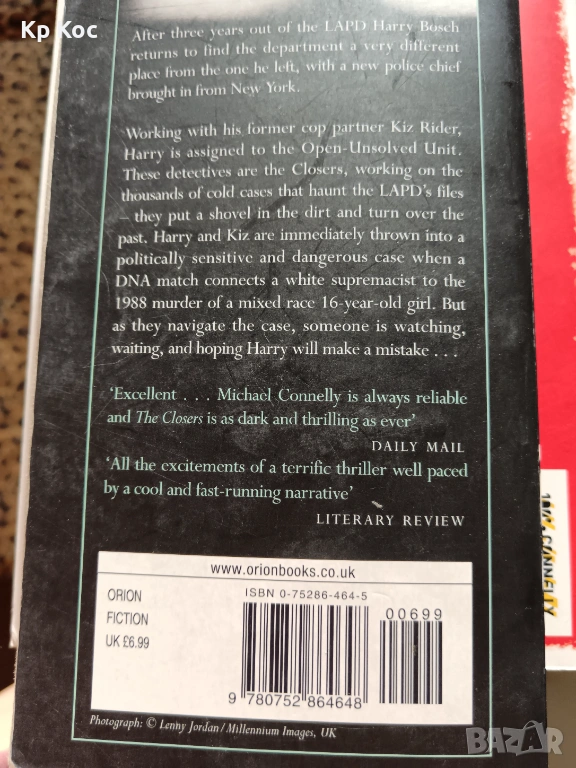 Kp Koc
After three years out of the LAPD Harry Bosch
returns to find the department a very different
place from the one he left, with a new police chief
brought in from New York.
Working with his former cop partner Kiz Rider,
Harry is assigned to the Open-Unsolved Unit.
These detectives are the Closers, working on the
thousands of cold cases that haunt the LAPD's files
– they put a shovel in the dirt and turn over the
past. Harry and Kiz are immediately thrown into a
politically sensitive and dangerous case when a
DNA match connects a white supremacist to the
1988 murder of a mixed race 16-year-old girl. But
as they navigate the case, someone is watching,
waiting, and hoping Harry will make a mistake . . .
'Excellent . . . Michael Connelly is always reliable
and The Closers is as dark and thrilling as ever'
DAILY MAIL
'All the excitements of a terrific thriller well paced
by a cool and fast-running narrative'
LITERARY REVIEW
www.orionbooks.co.uk
ORION
FICTION
UK £6.99
ISBN 0-75286-464-5
00699
9 780752 864648
Photograph: © Lenny Jordan / Millennium Images, UK
CONNELLY
BAZAR